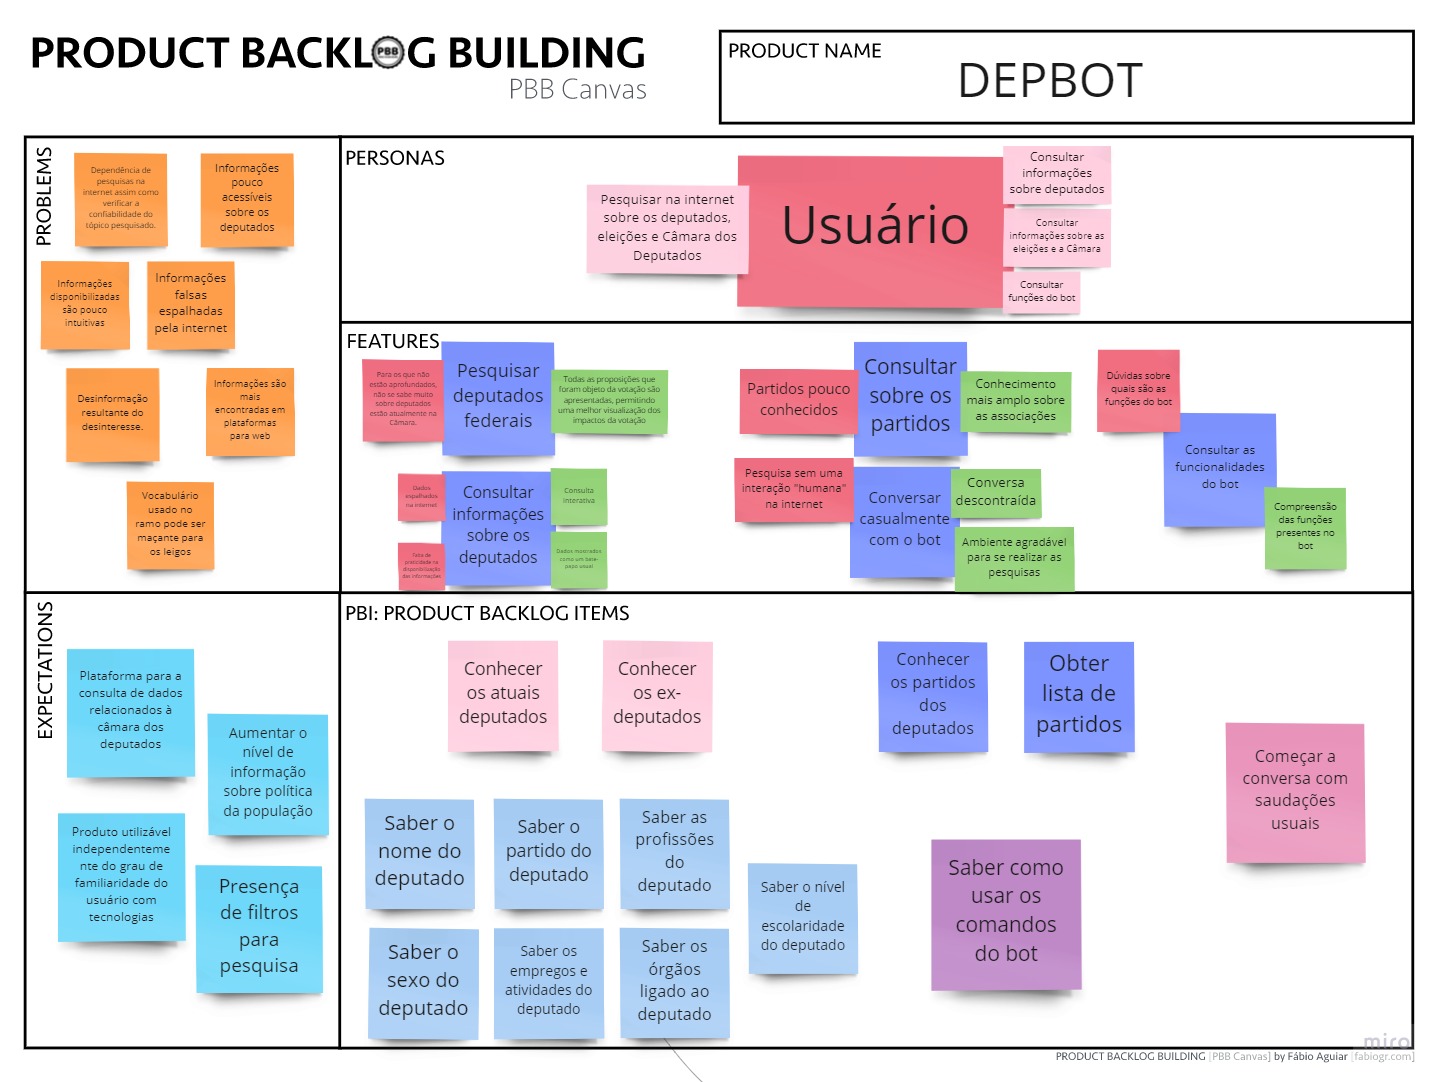 PRODUCT BACKLOG BUILDING
PBB
PBB Canvas
PRODUCT NAME
DEPBOT
PROBLEMS
Dependência de
pesquisas na
internet assim como
verificar a
confiabilidade do
tópico pesquisado.
Informações
pouco
acessíveis
sobre os
deputados
Informações
disponibilizadas
são pouco
intuitivas
Informações
falsas
espalhadas
pela internet
Desinformação
resultante do
desinteresse.
Informações são
mais
encontradas em
plataformas
para web
Vocabulário
usado no
ramo pode ser
maçante para
os leigos
PERSONAS
Pesquisar na internet
sobre os deputados,
eleições e Câmara dos
Deputados
Usuário
Consultar
informações
sobre deputados
Consultar
informações sobre as
eleições e a Câmara
Consultar
funções do bot
FEATURES
Para os que não
estão aprofundados,
não se sabe muito
sobre deputados
estão atualmente na
Câmara.
Pesquisar
deputados
federais
Todas as proposições que
foram objeto da votação são
apresentadas, permitindo
uma melhor visualização dos
impactos da votação
Dados
espalhados
na internet
Falta de
praticidade na
disponibilização
das informações
Consultar
informações
sobre os
deputados
Consulta
interativa
Dados mostrados
como um bate-
papo usual
Partidos pouco
conhecidos
Consultar
sobre os
partidos
Conhecimento
mais amplo sobre
as associações
Pesquisa sem uma
interação "humana"
na internet
Conversar
casualmente
com o bot
Conversa
descontraída
Ambiente agradável
para se realizar as
pesquisas
Dúvidas sobre
quais são as
funções do bot
Consultar as
funcionalidades
do bot
Compreensão
das funções
presentes no
bot
EXPECTATIONS
Plataforma para a
consulta de dados
relacionados à
câmara dos
deputados
Aumentar o
nível de
informação
sobre política
da população
Produto utilizável
independenteme
nte do grau de
familiaridade do
usuário com
tecnologias
Presença
de filtros
para
pesquisa
PBI: PRODUCT BACKLOG ITEMS
Conhecer
os atuais
deputados
Conhecer
os ex-
deputados
Conhecer
os partidos
dos
deputados
Obter
lista de
partidos
Começar a
conversa com
saudações
usuais
Saber o
nome do
deputado
Saber o
partido do
deputado
Saber as
profissões
do
deputado
Saber o nível
de
escolaridade
do deputado
Saber como
usar os
comandos
do bot
Saber o
sexo do
deputado
Saber os
empregos e
atividades do
deputado
Saber os
órgãos
ligado ao
deputado
miro
PRODUCT BACKLOG BUILDING [PBB Canvas] by Fábio Aguiar [fabiogr.com]